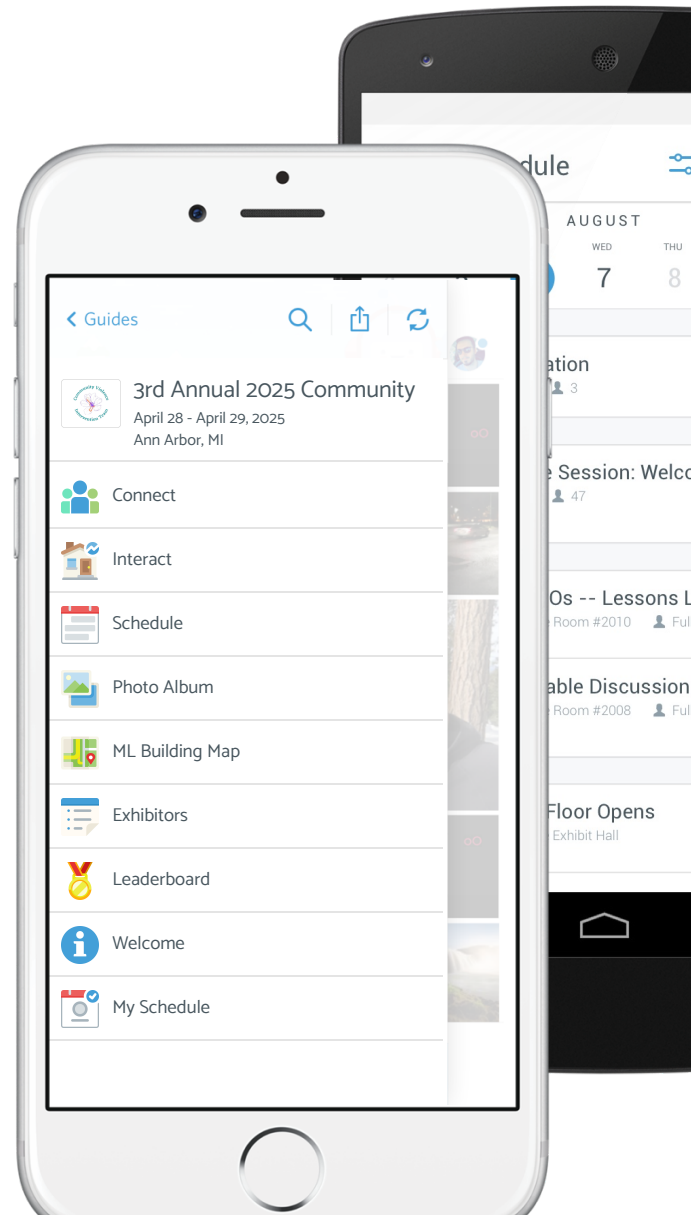 Guides
3rd Annual 2025 Community
April 28 - April 29, 2025
Ann Arbor, MI
Connect
Interact
Schedule
Photo Album
ML Building Map
Exhibitors
Leaderboard
Welcome
My Schedule
dule
AUGUST
WED
THU
7
8
ation
3
Session: Welco
47
Os -- Lessons L
Room #2010
Ful
able Discussion
Room #2008
Ful
Floor Opens
Exhibit Hall